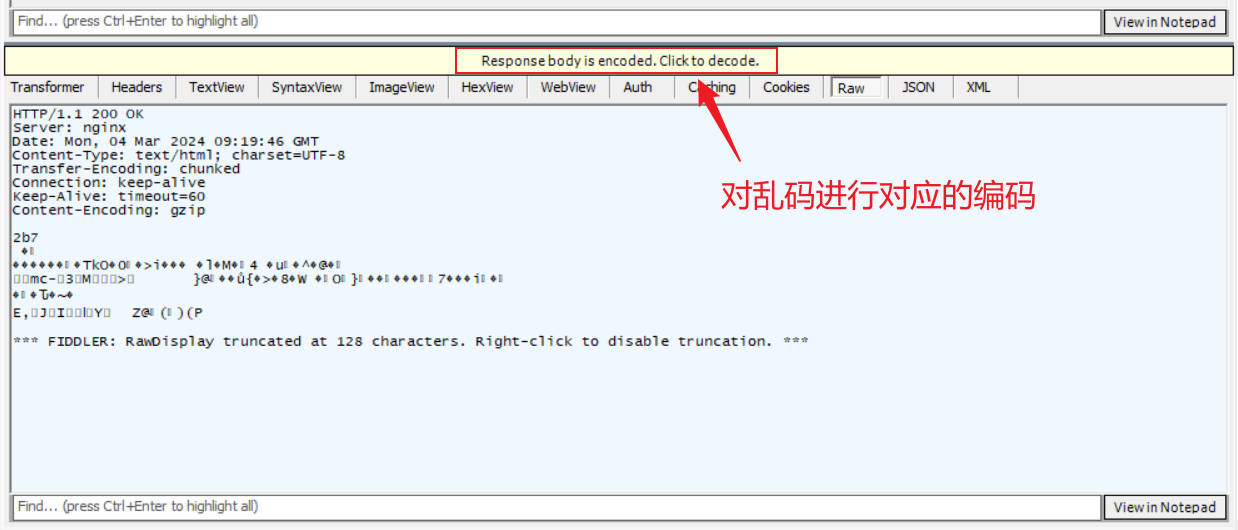 Find... (press Ctrl+Enter to highlight all)
View in Notepad
Response body is encoded. Click to decode.
Transformer Headers TextView SyntaxView ImageView HexView WebView Auth Caching Cookies Raw JSON XML
HTTP/1.1 200 OK
Server: nginx
Date: Mon, 04 Mar 2024 09:19:46 GMT
Content-Type: text/html; charset=UTF-8
Transfer-Encoding: chunked
Connection: keep-alive
Keep-Alive: timeout=60
Content-Encoding: gzip
对乱码进行对应的编码
2b7
*** FIDDLER: RawDisplay truncated at 128 characters. Right-click to disable truncation. ***
Find... (press Ctrl+Enter to highlight all)
View in Notepad